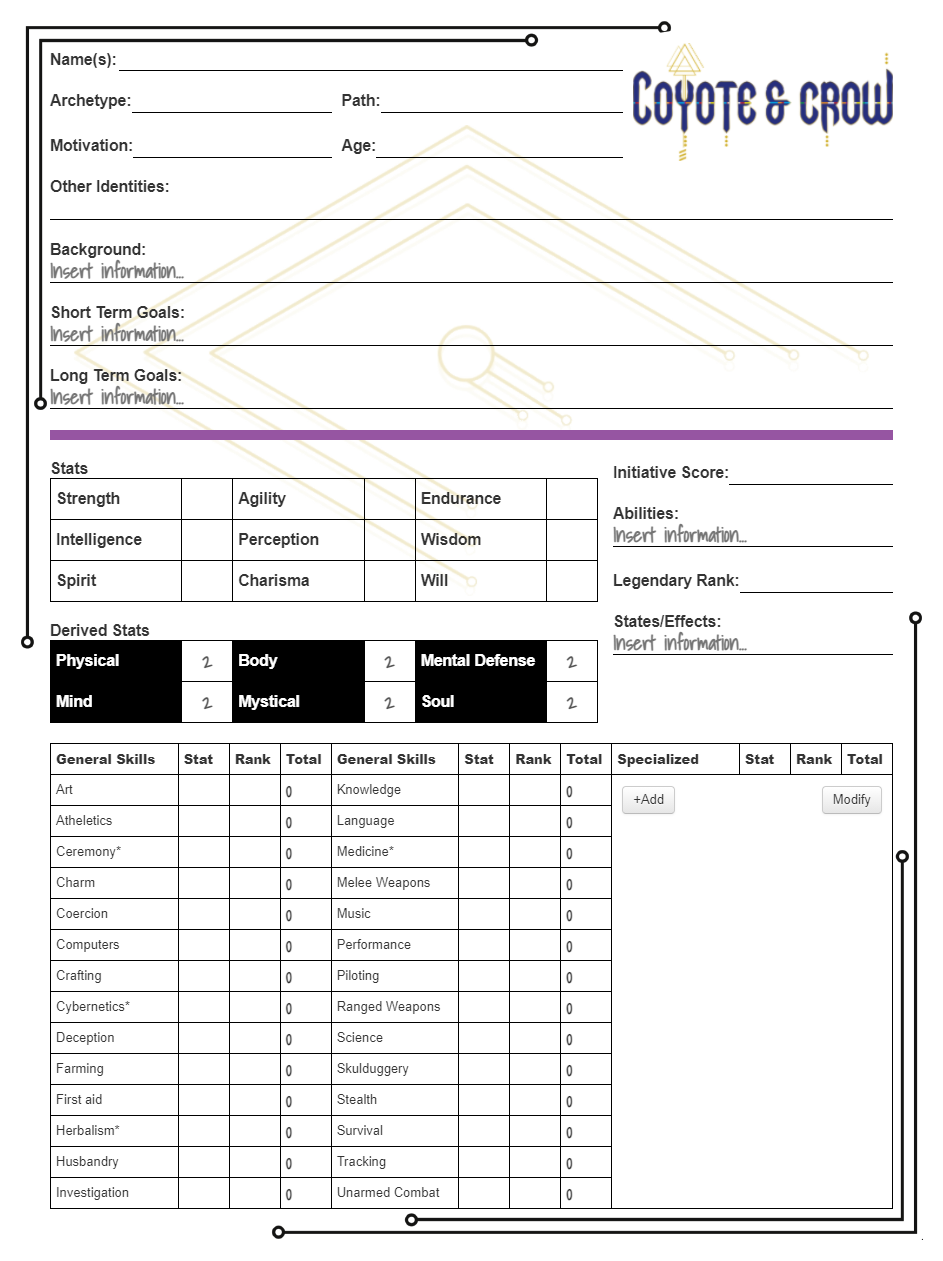 Name(s):
COYOTE & CROW
Archetype: Path:
Motivation: Age:
Other Identities:
Background:
Insert information...
Short Term Goals:
Insert information...
Long Term Goals:
Insert information...
Stats
Strength Agility Endurance
Intelligence Perception Wisdom
Spirit Charisma Will
Initiative Score:
Abilities:
Insert information...
Legendary Rank:
States/Effects:
Insert information...
Derived Stats
Physical 2 Body 2 Mental Defense 2
Mind 2 Mystical 2 Soul 2
General Skills Stat Rank Total General Skills Stat Rank Total Specialized Stat Rank Total
Art 0 Knowledge 0 +Add Modify
Atheletics 0 Language 0
Ceremony* 0 Medicine* 0
Charm 0 Melee Weapons 0
Coercion 0 Music 0
Computers 0 Performance 0
Crafting 0 Piloting 0
Cybernetics* 0 Ranged Weapons 0
Deception 0 Science 0
Farming 0 Skulduggery 0
First aid 0 Stealth 0
Herbalism* 0 Survival 0
Husbandry 0 Tracking 0
Investigation 0 Unarmed Combat 0